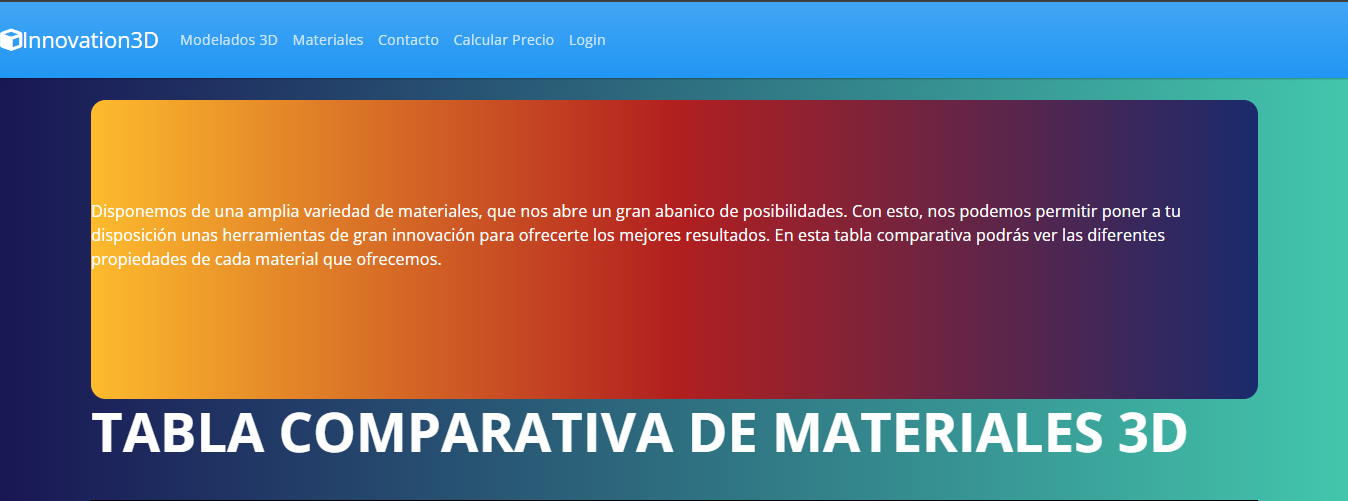 Innovation3D Modelados 3D Materiales Contacto Calcular Precio Login
Disponemos de una amplia variedad de materiales, que nos abre un gran abanico de posibilidades. Con esto, nos podemos permitir poner a tu
disposición unas herramientas de gran innovación para ofrecerte los mejores resultados. En esta tabla comparativa podrás ver las diferentes
propiedades de cada material que ofrecemos.
TABLA COMPARATIVA DE MATERIALES 3D